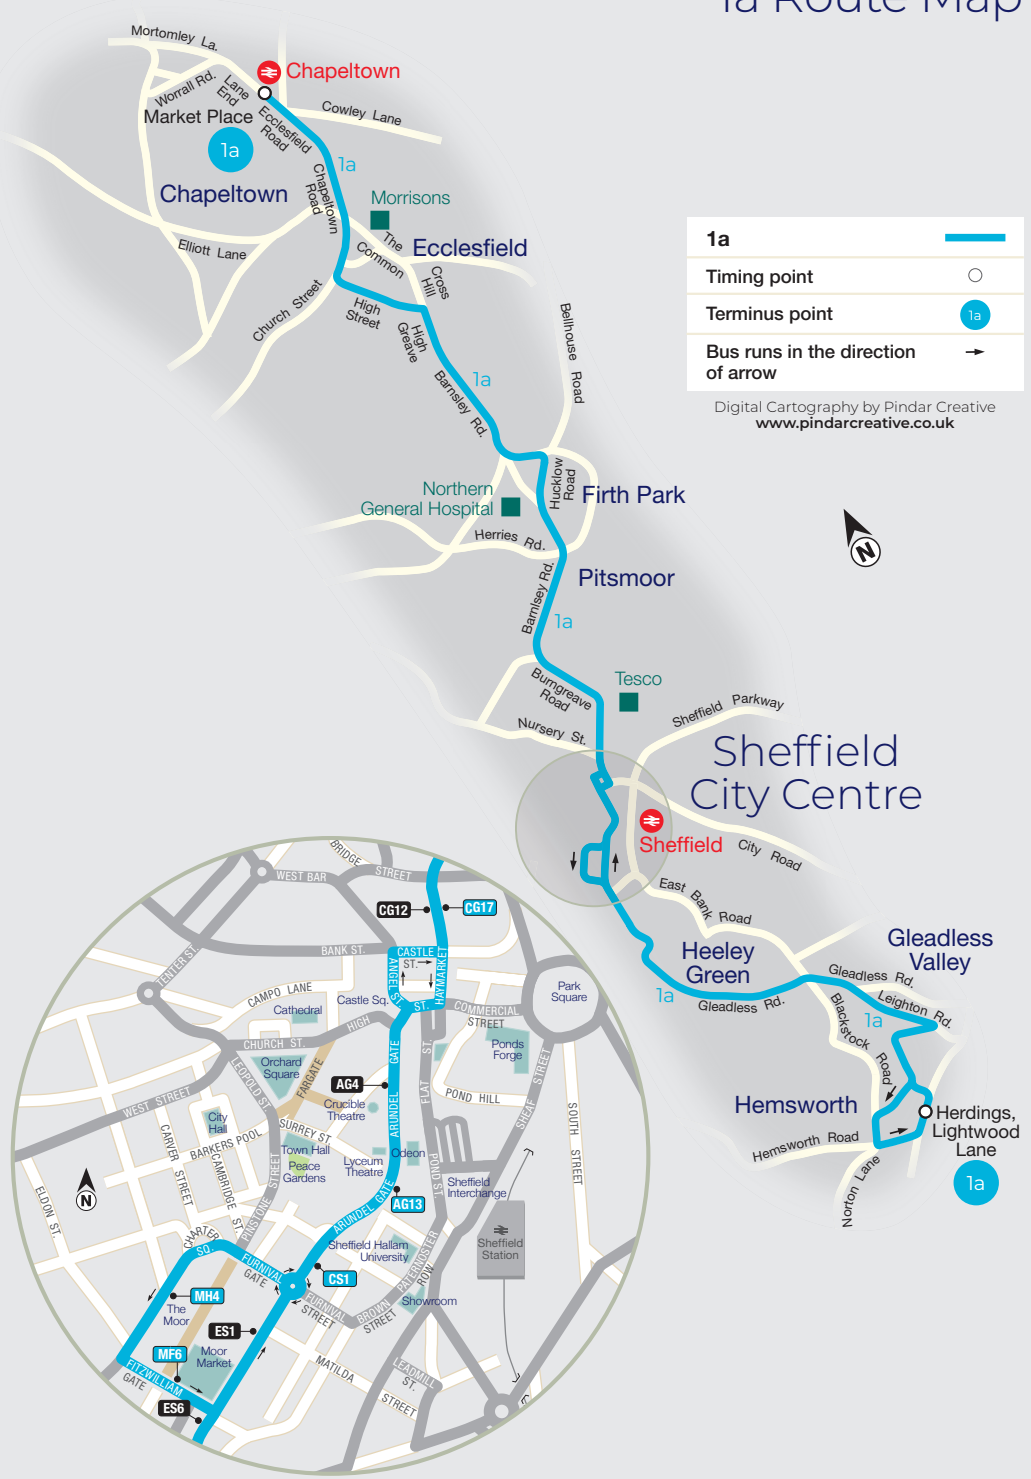 1a Route Map
Mortomley La.
Worrall Rd.
Lane
End
Chapeltown
Market Place
Ecclesfield
Road
Cowley Lane
1a
1a
Chapeltown
Chapeltown
Road
Morrisons
The
Common
Ecclesfield
Elliott Lane
Church Street
Cross
Hill
High
Street
High
Greave
Bellhouse Road
1a
Barnsley Rd.
1a
Timing point
Terminus point
1a
Bus runs in the direction
of arrow
Digital Cartography by Pindar Creative
www.pindarcreative.co.uk
N
Northern
General Hospital
Hucklow
Road
Firth Park
Herries Rd.
Pitsmoor
Barnlsey Rd.
1a
Burngreave
Road
Tesco
Nursery St.
Sheffield Parkway
Sheffield
City Centre
Sheffield
City Road
East Bank Road
Heeley
Green
1a
Gleadless Rd.
Gleadless
Valley
Gleadless Rd.
Leighton Rd.
1a
Blackstock Road
Hemsworth
Hemsworth Road
Norton Lane
Herdings,
Lightwood
Lane
1a
BRIDGE STREET
WEST BAR
CG12
CG17
TENTER ST.
BANK ST.
CASTLE
ST.
ANGEL ST.
HAYMARKET
CAMPO LANE
Cathedral
Castle Sq.
ST.
COMMERCIAL
STREET
Park
Square
HIGH
CHURCH ST.
Ponds
Forge
Orchard
Square
FARGATE
GATE
FLAT ST.
LEOPOLD ST.
AG4
WEST STREET
Crucible
Theatre
ARUNDEL
POND HILL
SHEAF STREET
SOUTH STREET
City
Hall
SURREY ST
CARVER STREET
BARKERS POOL
Town Hall
Peace
Gardens
Lyceum
Theatre
Odeon
POND ST.
CAMBRIDGE ST.
Sheffield
Interchange
ELDON ST.
N
PINSTONE STREET
ARUNDEL GATE
AG13
CHARTER
SQ.
FURNIVAL
GATE
Sheffield Hallam
University
Sheffield
Station
PATERNOSTER
ROW
CS1
MH4
The
Moor
FURNIVAL
STREET
BROWN
STREET
Showroom
ES1
MF6
Moor
Market
MATILDA
STREET
LEADMILL
ST.
FITZWILLIAM
GATE
ES6